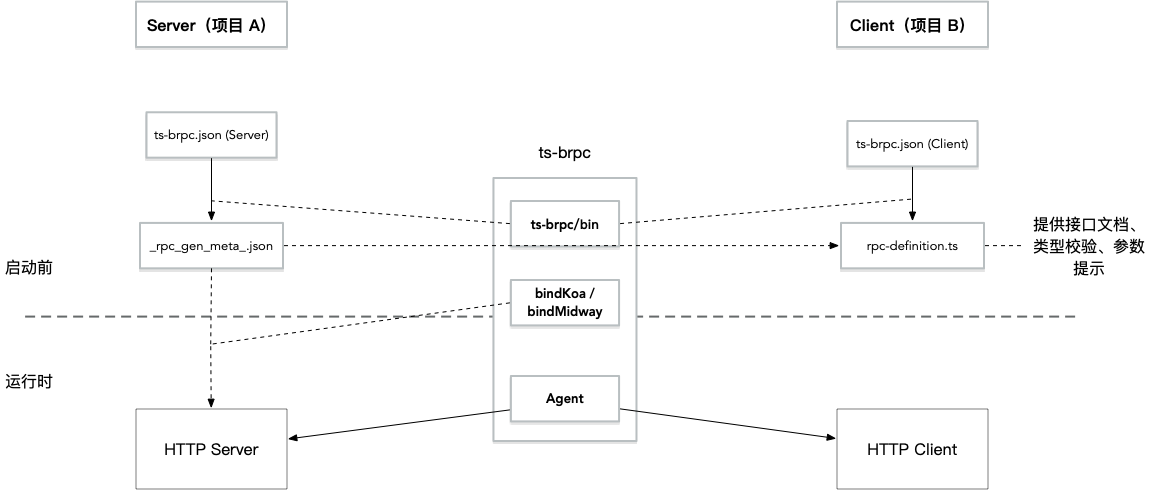 Server（项目 A）
Client（项目 B）
ts-brpc.json (Server)
ts-brpc.json (Client)
ts-brpc
ts-brpc/bin
_rpc_gen_meta_.json
rpc-definition.ts
提供接口文档、
类型校验、参数
提示
启动前
bindKoa /
bindMidway
运行时
Agent
HTTP Server
HTTP Client